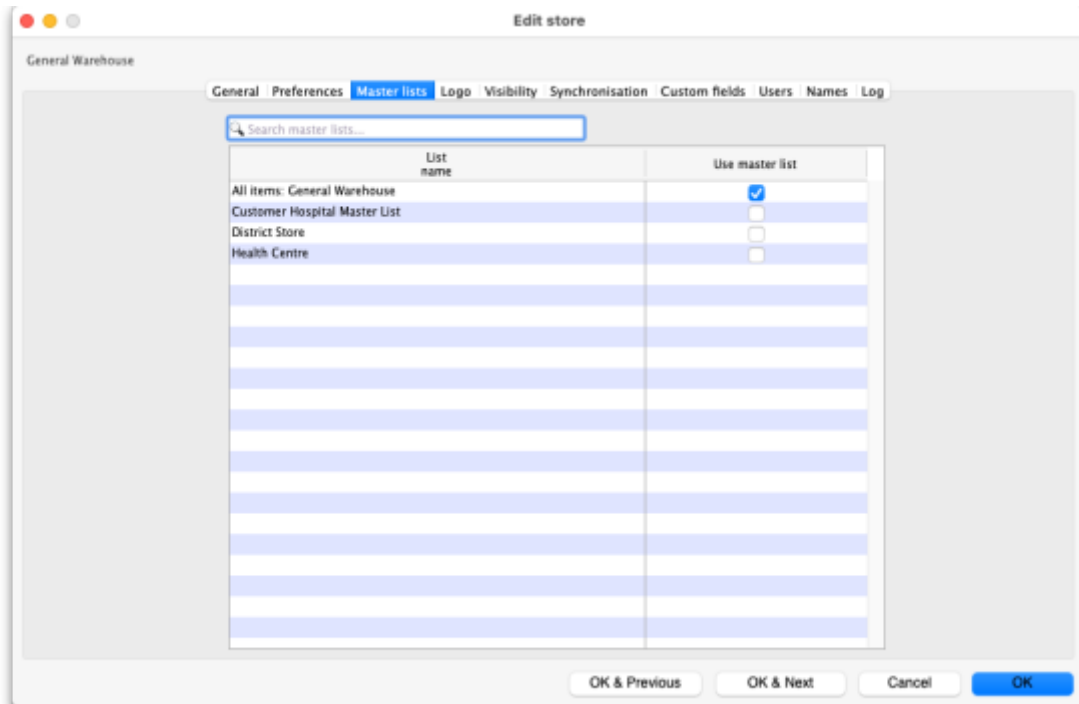 Edit store
General Warehouse
General Preferences Master lists Logo Visibility Synchronisation Custom fields Users Names Log
Search master lists...
List
name
Use master list
All items: General Warehouse
Customer Hospital Master List
District Store
Health Centre
OK & Previous OK & Next Cancel OK